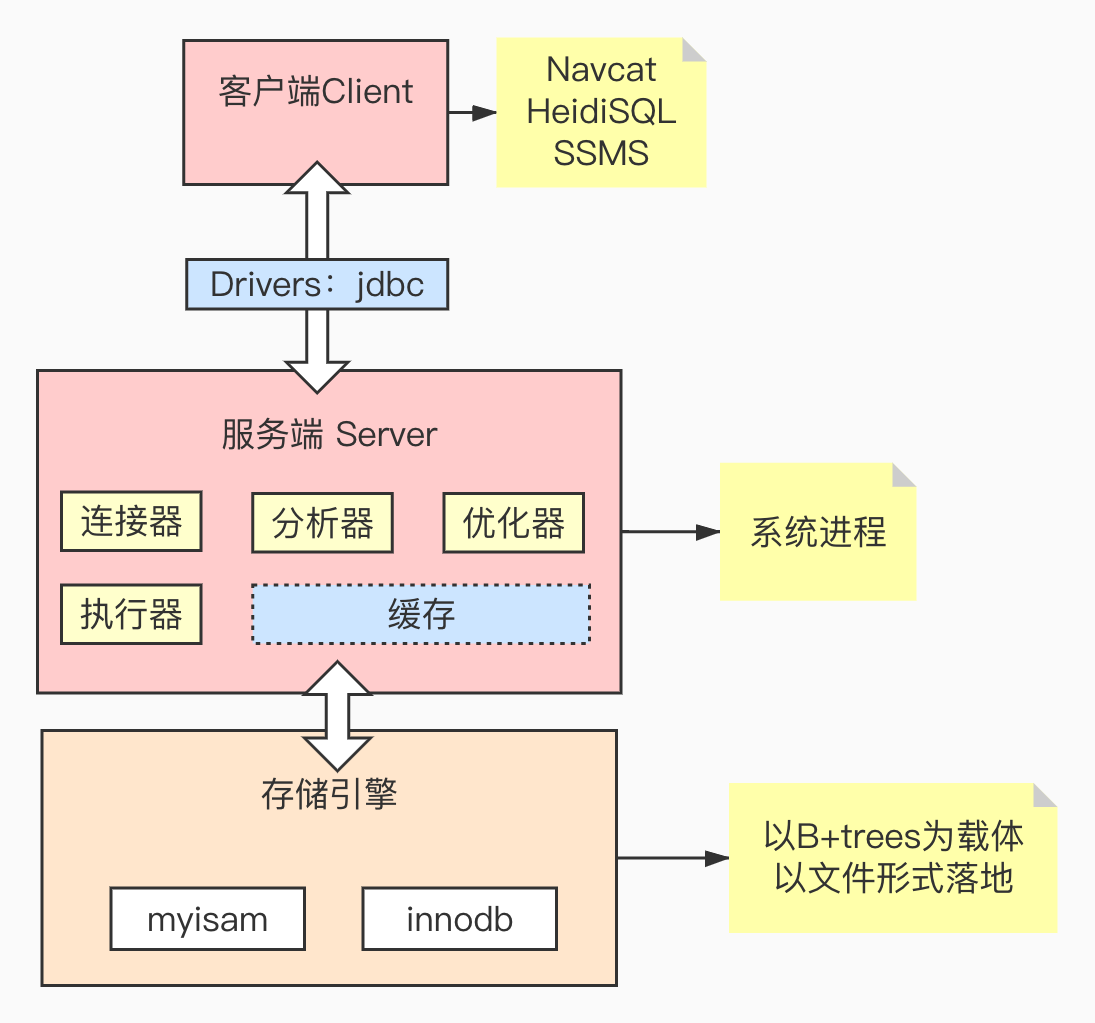 客户端Client
Navcat
HeidiSQL
SSMS
Drivers：jdbc
服务端 Server
连接器
分析器
优化器
执行器
缓存
系统进程
存储引擎
myisam
innodb
以B+trees为载体
以文件形式落地